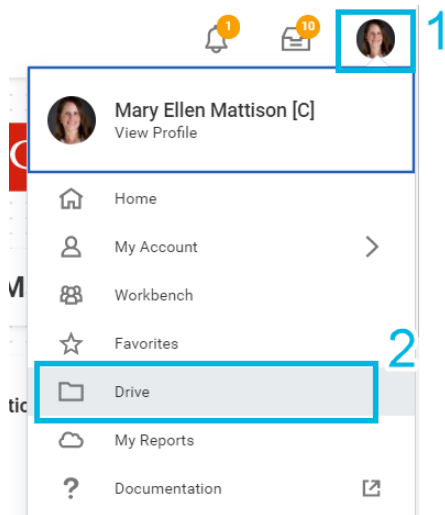 1
10
1
Mary Ellen Mattison [C]
View Profile
Home
My Account
Workbench
Favorites
2
Drive
My Reports
Documentation